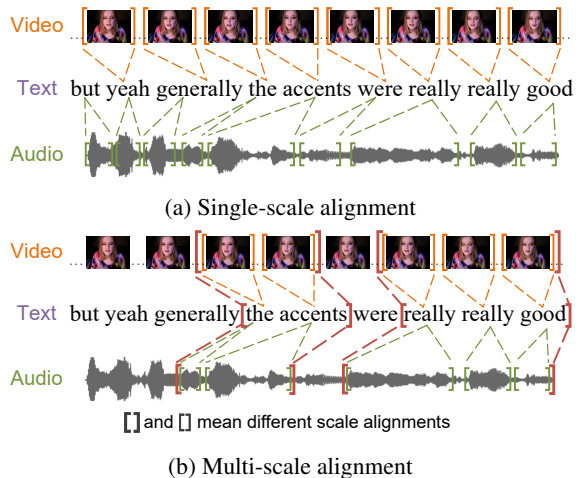 Video
Text but yeah generally the accents were really really good
Audio
(a) Single-scale alignment
Video
Text but yeah generally [the accents] were [really really good]
Audio
[ ] and [ ] mean different scale alignments
(b) Multi-scale alignment